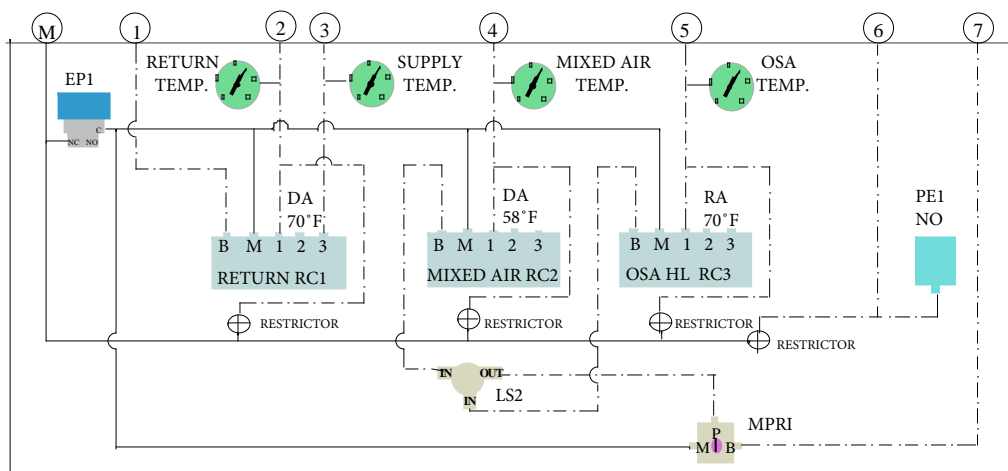 M 1 2 3 4 5 6 7
EP1
RETURN
TEMP.
SUPPLY
TEMP.
MIXED AIR
TEMP.
OSA
TEMP.
C
NC NO
DA
70°F
DA
58°F
RA
70°F
PE1
NO
B M 1 2 3
RETURN RC1
B M 1 2 3
MIXED AIR RC2
B M 1 2 3
OSA HL RC3
RESTRICTOR
RESTRICTOR
RESTRICTOR
RESTRICTOR
IN OUT
IN
LS2
MPRI
P
M B